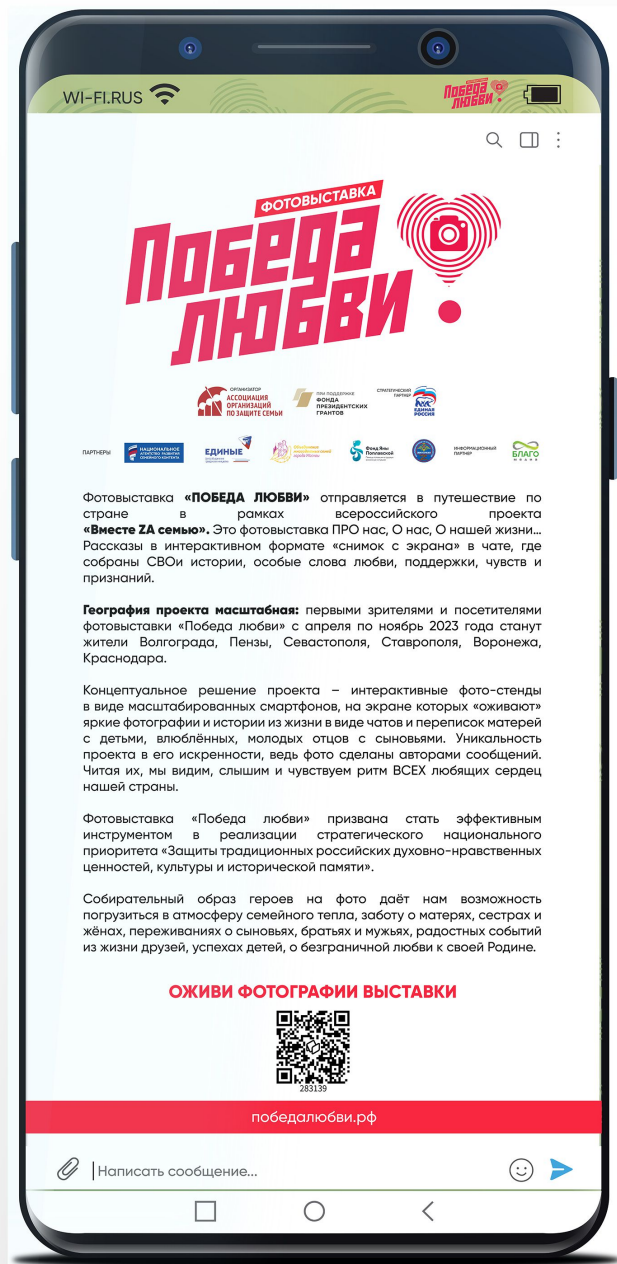 WI-FI.RUS
Победа
ЛЮБВИ
ФОТОВЫСТАВКА
Победа
ЛЮБВИ
ОРГАНИЗАТОР
АССОЦИАЦИЯ
ОРГАНИЗАЦИЙ
ПО ЗАЩИТЕ СЕМЬИ
ПРИ ПОДДЕРЖКЕ
ФОНДА
ПРЕЗИДЕНТСКИХ
ГРАНТОВ
СТРАТЕГИЧЕСКИЙ
ПАРТНЕР
ЕДИНАЯ
РОССИЯ
ПАРТНЕРЫ
НАЦИОНАЛЬНОЕ
АГЕНТСТВО РАЗВИТИЯ
СЕМЕЙНОГО КОНТЕНТА
ЕДИНЫЕ
Фонд Яны
Поплавской
ИНФОРМАЦИОННЫЙ
ПАРТНЕР
БЛАГО
МЕДИА
Фотовыставка «ПОБЕДА ЛЮБВИ» отправляется в путешествие по
стране в рамках всероссийского проекта
«Вместе ZA семью». Это фотовыставка ПРО нас, О нас, О нашей жизни...
Рассказы в интерактивном формате «снимок с экрана» в чате, где
собраны СВОи истории, особые слова любви, поддержки, чувств и
признаний.
География проекта масштабная: первыми зрителями и посетителями
фотовыставки «Победа любви» с апреля по ноябрь 2023 года станут
жители Волгограда, Пензы, Севастополя, Ставрополя, Воронежа,
Краснодара.
Концептуальное решение проекта – интерактивные фото-стенды
в виде масштабированных смартфонов, на экране которых «оживают»
яркие фотографии и истории из жизни в виде чатов и переписок матерей
с детьми, влюблённых, молодых отцов с сыновьями. Уникальность
проекта в его искренности, ведь фото сделаны авторами сообщений.
Читая их, мы видим, слышим и чувствуем ритм ВСЕХ любящих сердец
нашей страны.
Фотовыставка «Победа любви» призвана стать эффективным
инструментом в реализации стратегического национального
приоритета «Защиты традиционных российских духовно-нравственных
ценностей, культуры и исторической памяти».
Собирательный образ героев на фото даёт нам возможность
погрузиться в атмосферу семейного тепла, заботу о матерях, сестрах и
жёнах, переживаниях о сыновьях, братьях и мужьях, радостных событий
из жизни друзей, успехах детей, о безграничной любви к своей Родине.
ОЖИВИ ФОТОГРАФИИ ВЫСТАВКИ
283139
победалюбви.рф
Написать сообщение...